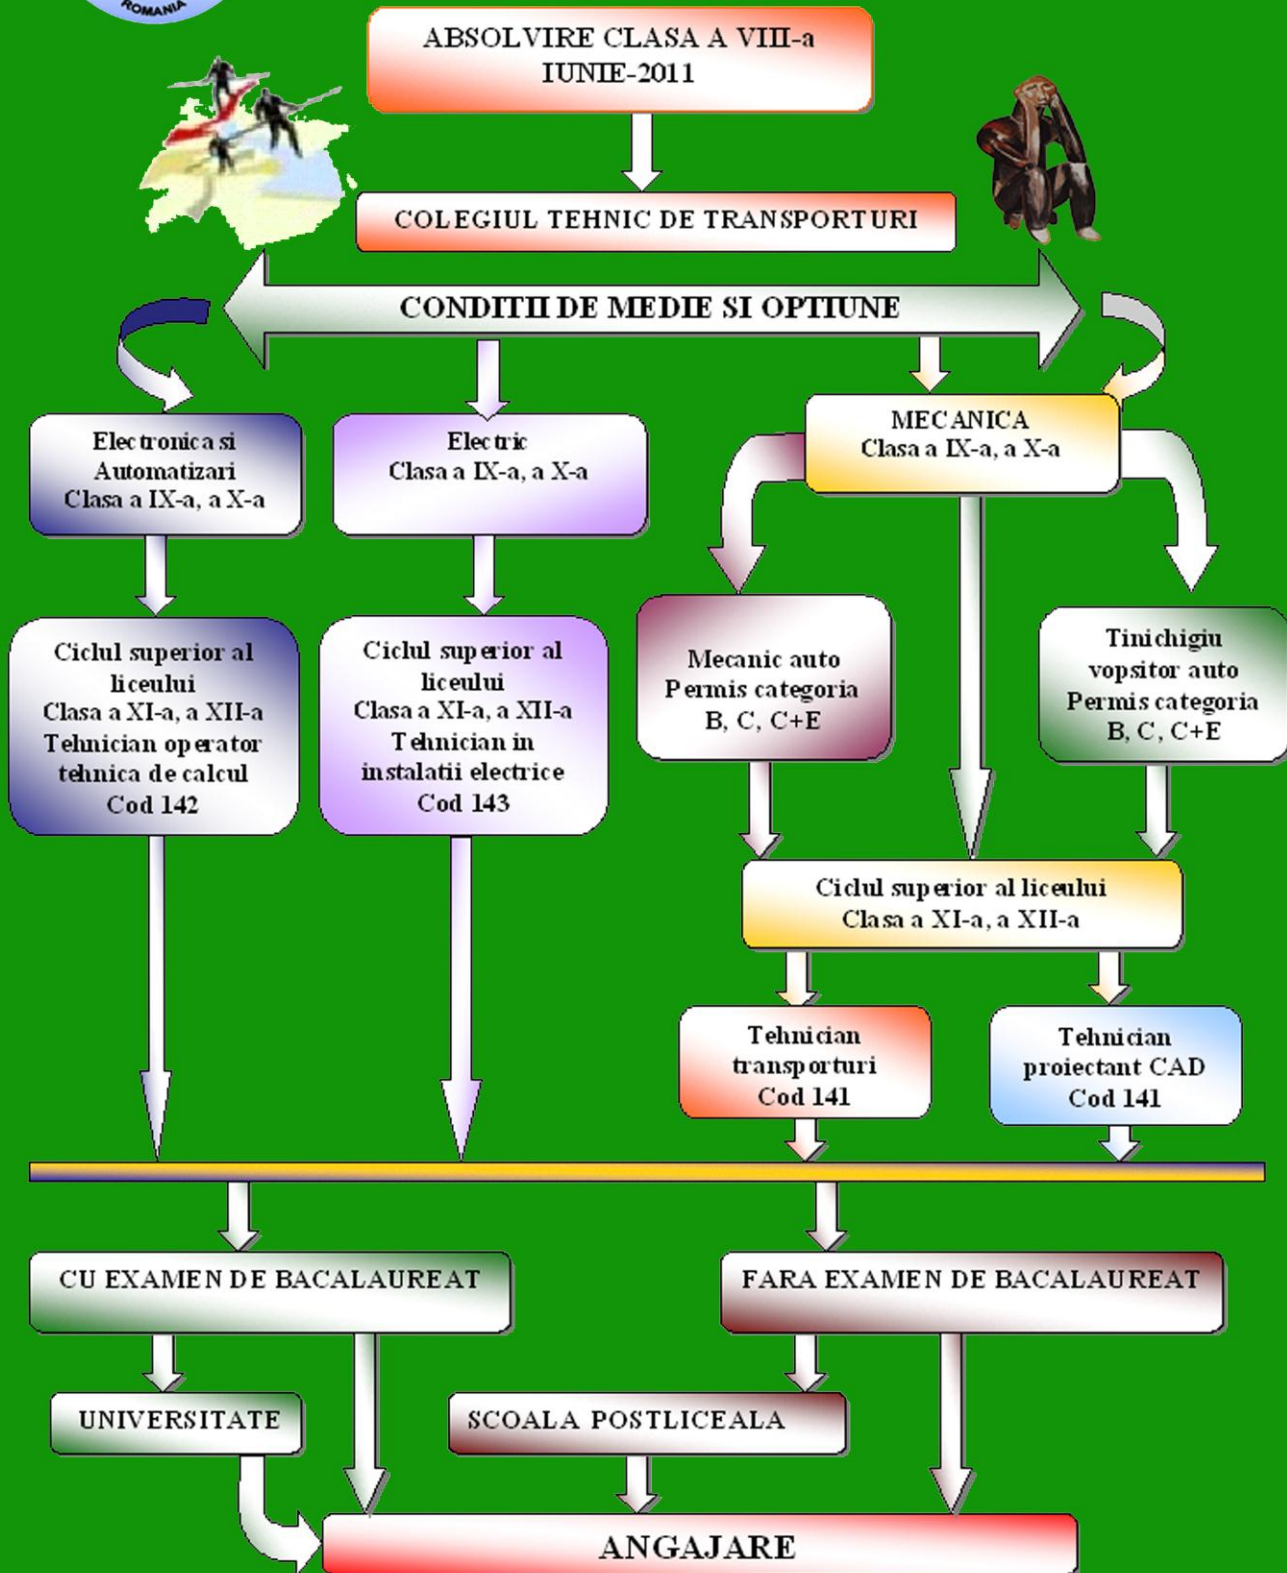 ROMANIA
ABSOLVIRE CLASA A VIII-a
IUNIE-2011
COLEGIUL TEHNIC DE TRANSPORTURI
CONDITII DE MEDIE SI OPTIUNE
Electronica si
Automatizari
Clasa a IX-a, a X-a
Electric
Clasa a IX-a, a X-a
MECANICA
Clasa a IX-a, a X-a
Ciclul superior al
liceului
Clasa a XI-a, a XII-a
Tehnician operator
tehnica de calcul
Cod 142
Ciclul superior al
liceului
Clasa a XI-a, a XII-a
Tehnician in
instalatii electrice
Cod 143
Mecanic auto
Permis categoria
B, C, C+E
Tinichigiu
vopsitor auto
Permis categoria
B, C, C+E
Ciclul superior al liceului
Clasa a XI-a, a XII-a
Tehnician
transporturi
Cod 141
Tehnician
proiectant CAD
Cod 141
CU EXAMEN DE BACALAUREAT
FARA EXAMEN DE BACALAUREAT
UNIVERSITATE
SCOALA POSTLICEALA
ANGAJARE